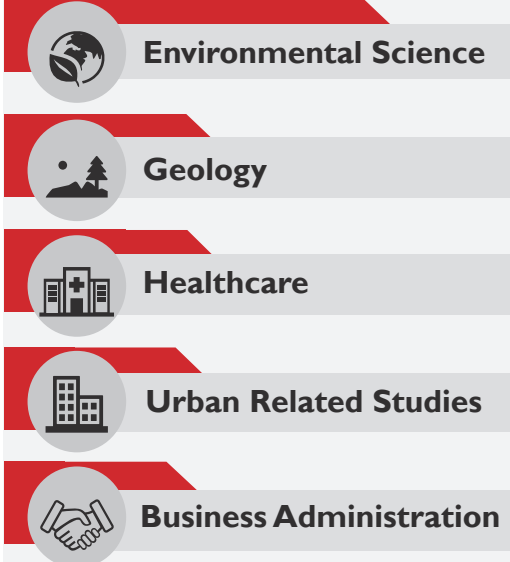 Environmental Science
Geology
Healthcare
Urban Related Studies
Business Administration